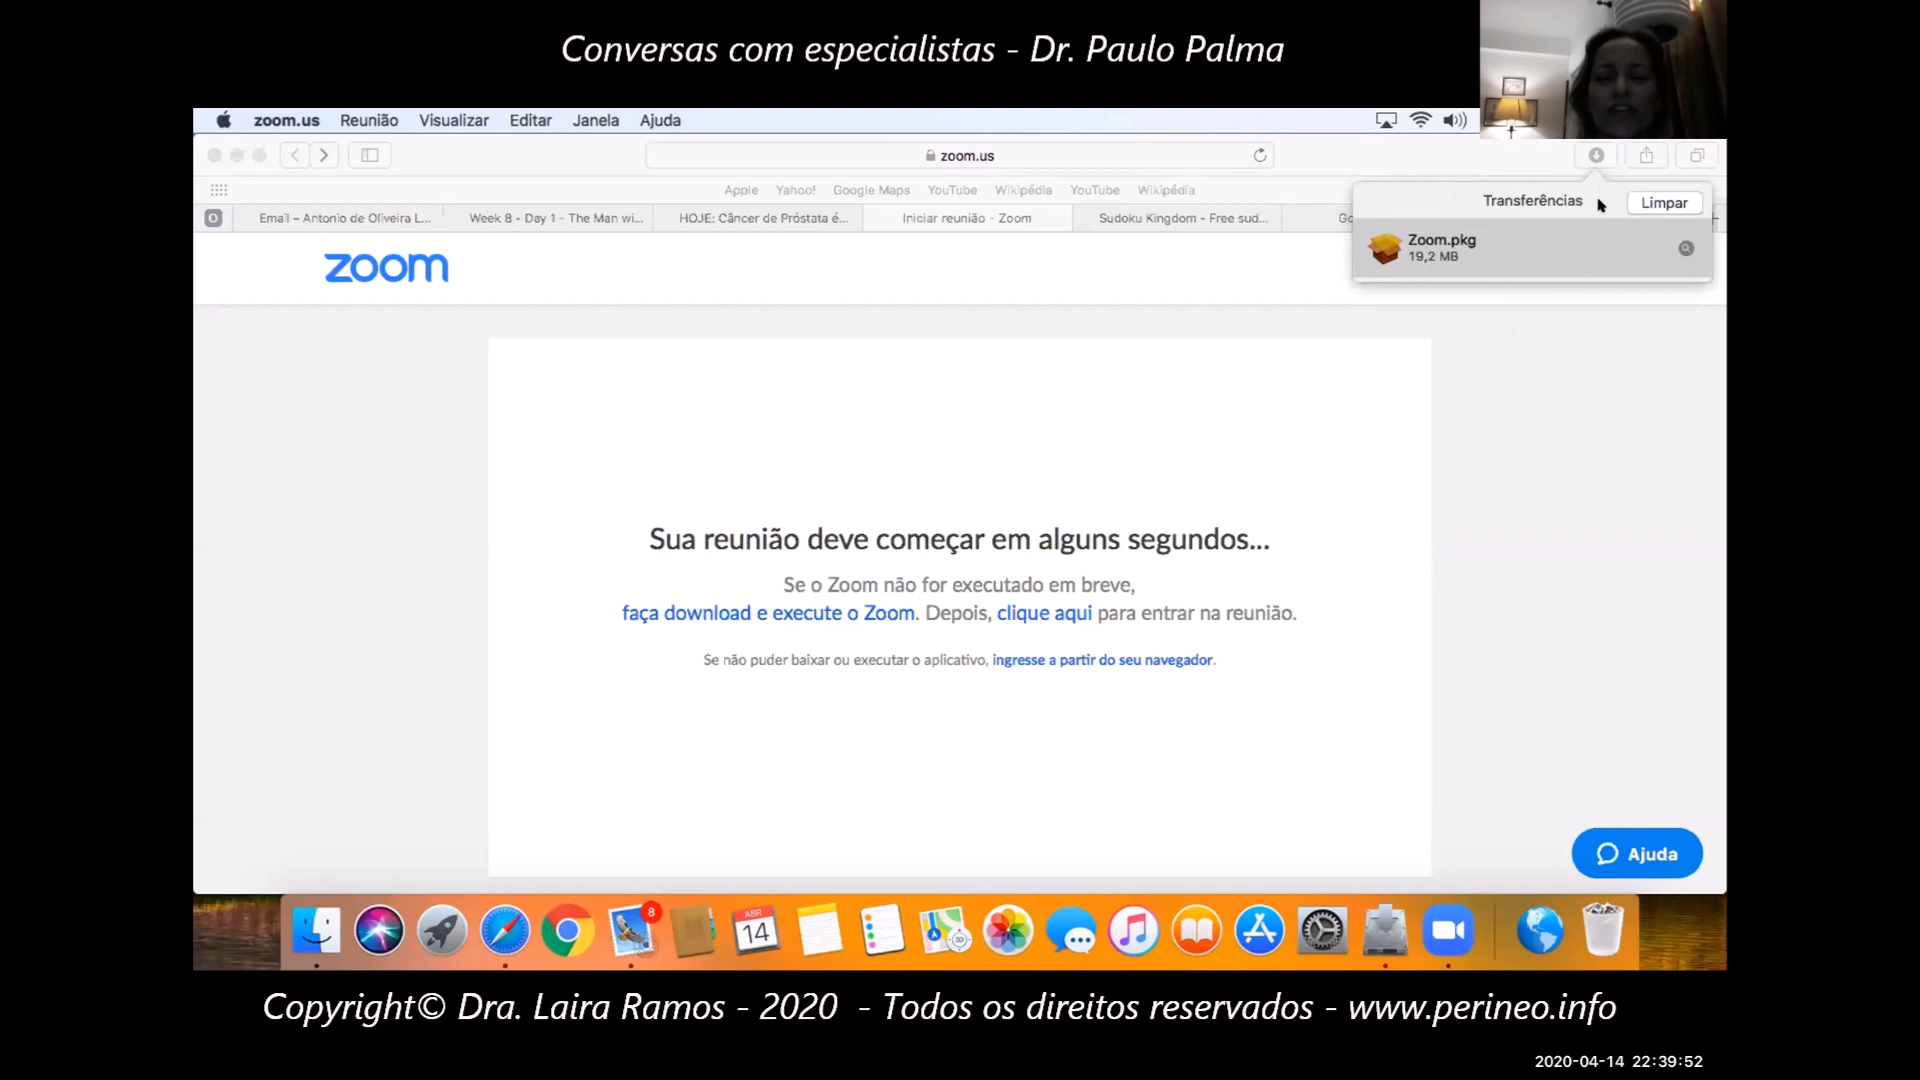 Conversas com especialistas - Dr. Paulo Palma
zoom.us Reunião Visualizar Editar Janela Ajuda
zoom.us
Apple Yahoo! Google Maps YouTube Wikipédia YouTube Wikipédia
Transferências Limpar
O Email – Antonio de Oliveira L... Week 8 - Day 1 - The Man wi... HOJE: Câncer de Próstata é... Iniciar reunião - Zoom Sudoku Kingdom - Free sud... Go
Zoom.pkg
19,2 MB
zoom
Sua reunião deve começar em alguns segundos...
Se o Zoom não for executado em breve,
faça download e execute o Zoom. Depois, clique aqui para entrar na reunião.
Se não puder baixar ou executar o aplicativo, ingresse a partir do seu navegador.
Ajuda
8
ABR
14
3D
Copyright© Dra. Laira Ramos - 2020 - Todos os direitos reservados - www.perineo.info
2020-04-14 22:39:52